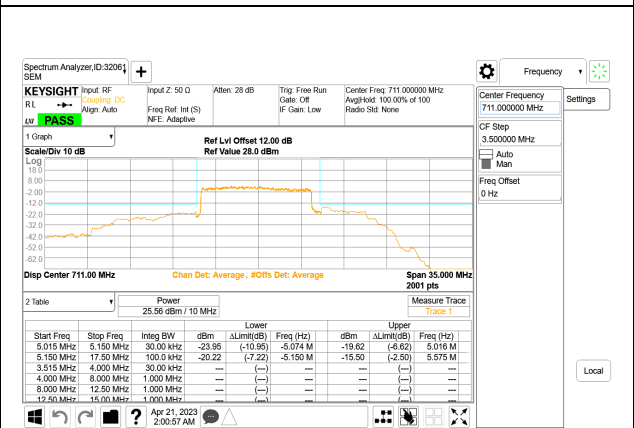 Spectrum Analyzer,ID:32061
SEM
KEYSIGHT
RL
LXI PASS
Input: RF
Coupling: DC
Align: Auto
Input Z: 50 Ω
Freq Ref: Int (S)
NFE: Adaptive
Atten: 28 dB
Trig: Free Run
Gate: Off
IF Gain: Low
Center Freq: 711.000000 MHz
Avg|Hold: 100.00% of 100
Radio Std: None
Frequency
Center Frequency
711.000000 MHz
Settings
CF Step
3.500000 MHz
Auto
Man
Freq Offset
0 Hz
Local
1 Graph
Scale/Div 10 dB
Ref Lvl Offset 12.00 dB
Ref Value 28.0 dBm
Log
18.0
8.00
-2.00
-12.0
-22.0
-32.0
-42.0
-52.0
-62.0
Disp Center 711.00 MHz
Chan Det: Average , #Offs Det: Average
Span 35.000 MHz
2001 pts
2 Table
Power
25.56 dBm / 10 MHz
Measure Trace
Trace 1
Lower Upper
Start Freq Stop Freq Integ BW dBm ΔLimit(dB) Freq (Hz) dBm ΔLimit(dB) Freq (Hz)
5.015 MHz 5.150 MHz 30.00 kHz -23.95 (-10.95) -5.074 M -19.62 (-6.62) 5.016 M
5.150 MHz 17.50 MHz 100.0 kHz -20.22 (-7.22) -5.150 M -15.50 (-2.50) 5.575 M
3.515 MHz 4.000 MHz 30.00 kHz --- (---) --- --- (---) ---
4.000 MHz 8.000 MHz 1.000 MHz --- (---) --- --- (---) ---
8.000 MHz 12.50 MHz 1.000 MHz --- (---) --- --- (---) ---
12.50 MHz 15.00 MHz 1.000 MHz --- (---) --- --- (---) ---
Apr 21, 2023
2:00:57 AM